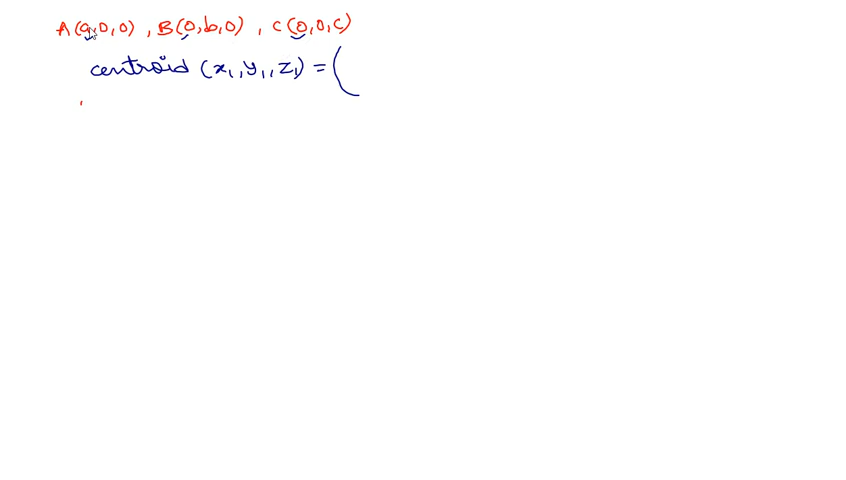 A(a,0,0) , B(0,b,0) , C(0,0,c)
centroid (x₁,y₁,z₁) = (